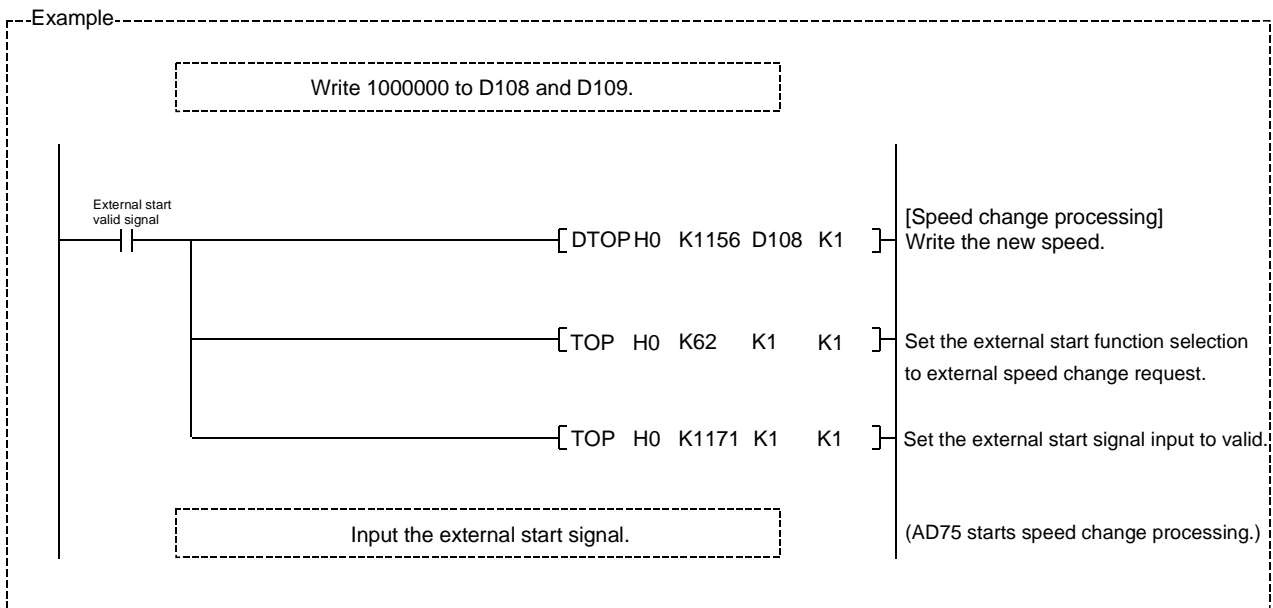 Example
Write 1000000 to D108 and D109.
External start
valid signal
DTOP H0 K1156 D108 K1
[Speed change processing]
Write the new speed.
TOP H0 K62 K1 K1
Set the external start function selection
to external speed change request.
TOP H0 K1171 K1 K1
Set the external start signal input to valid.
Input the external start signal.
(AD75 starts speed change processing.)